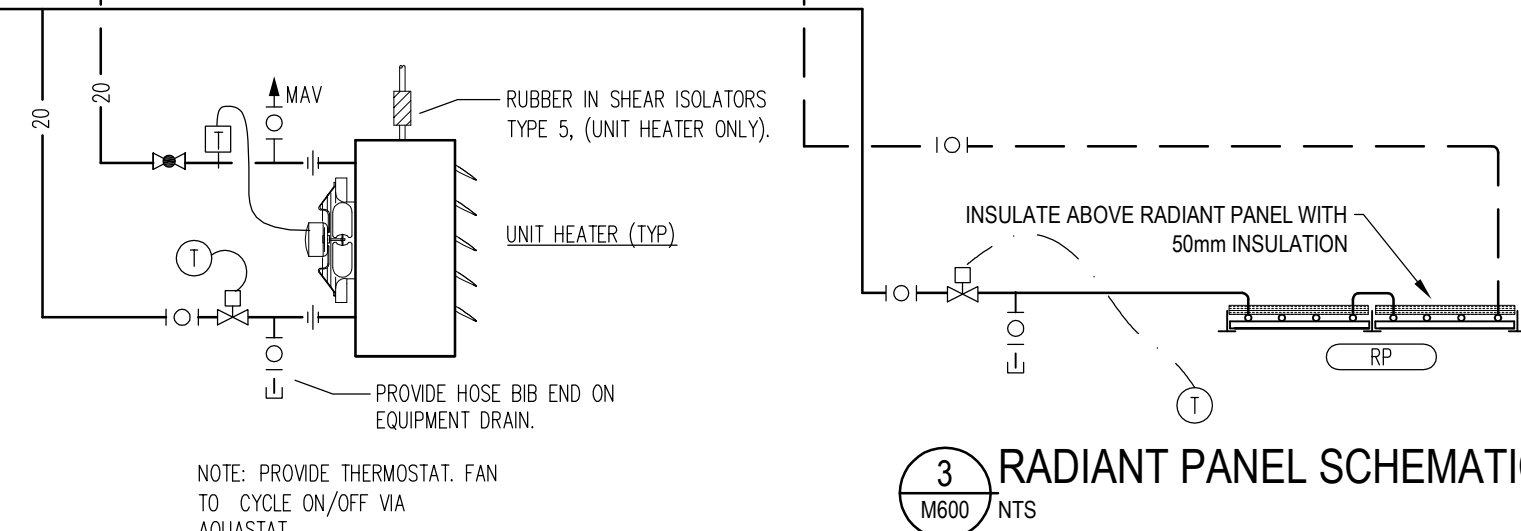 20
20
MAV
T
RUBBER IN SHEAR ISOLATORS
TYPE 5, (UNIT HEATER ONLY).
UNIT HEATER (TYP)
T
PROVIDE HOSE BIB END ON
EQUIPMENT DRAIN.
NOTE: PROVIDE THERMOSTAT. FAN
TO CYCLE ON/OFF VIA
AQUASTAT
INSULATE ABOVE RADIANT PANEL WITH
50mm INSULATION
RP
T
3
M600
RADIANT PANEL SCHEMATI
NTS